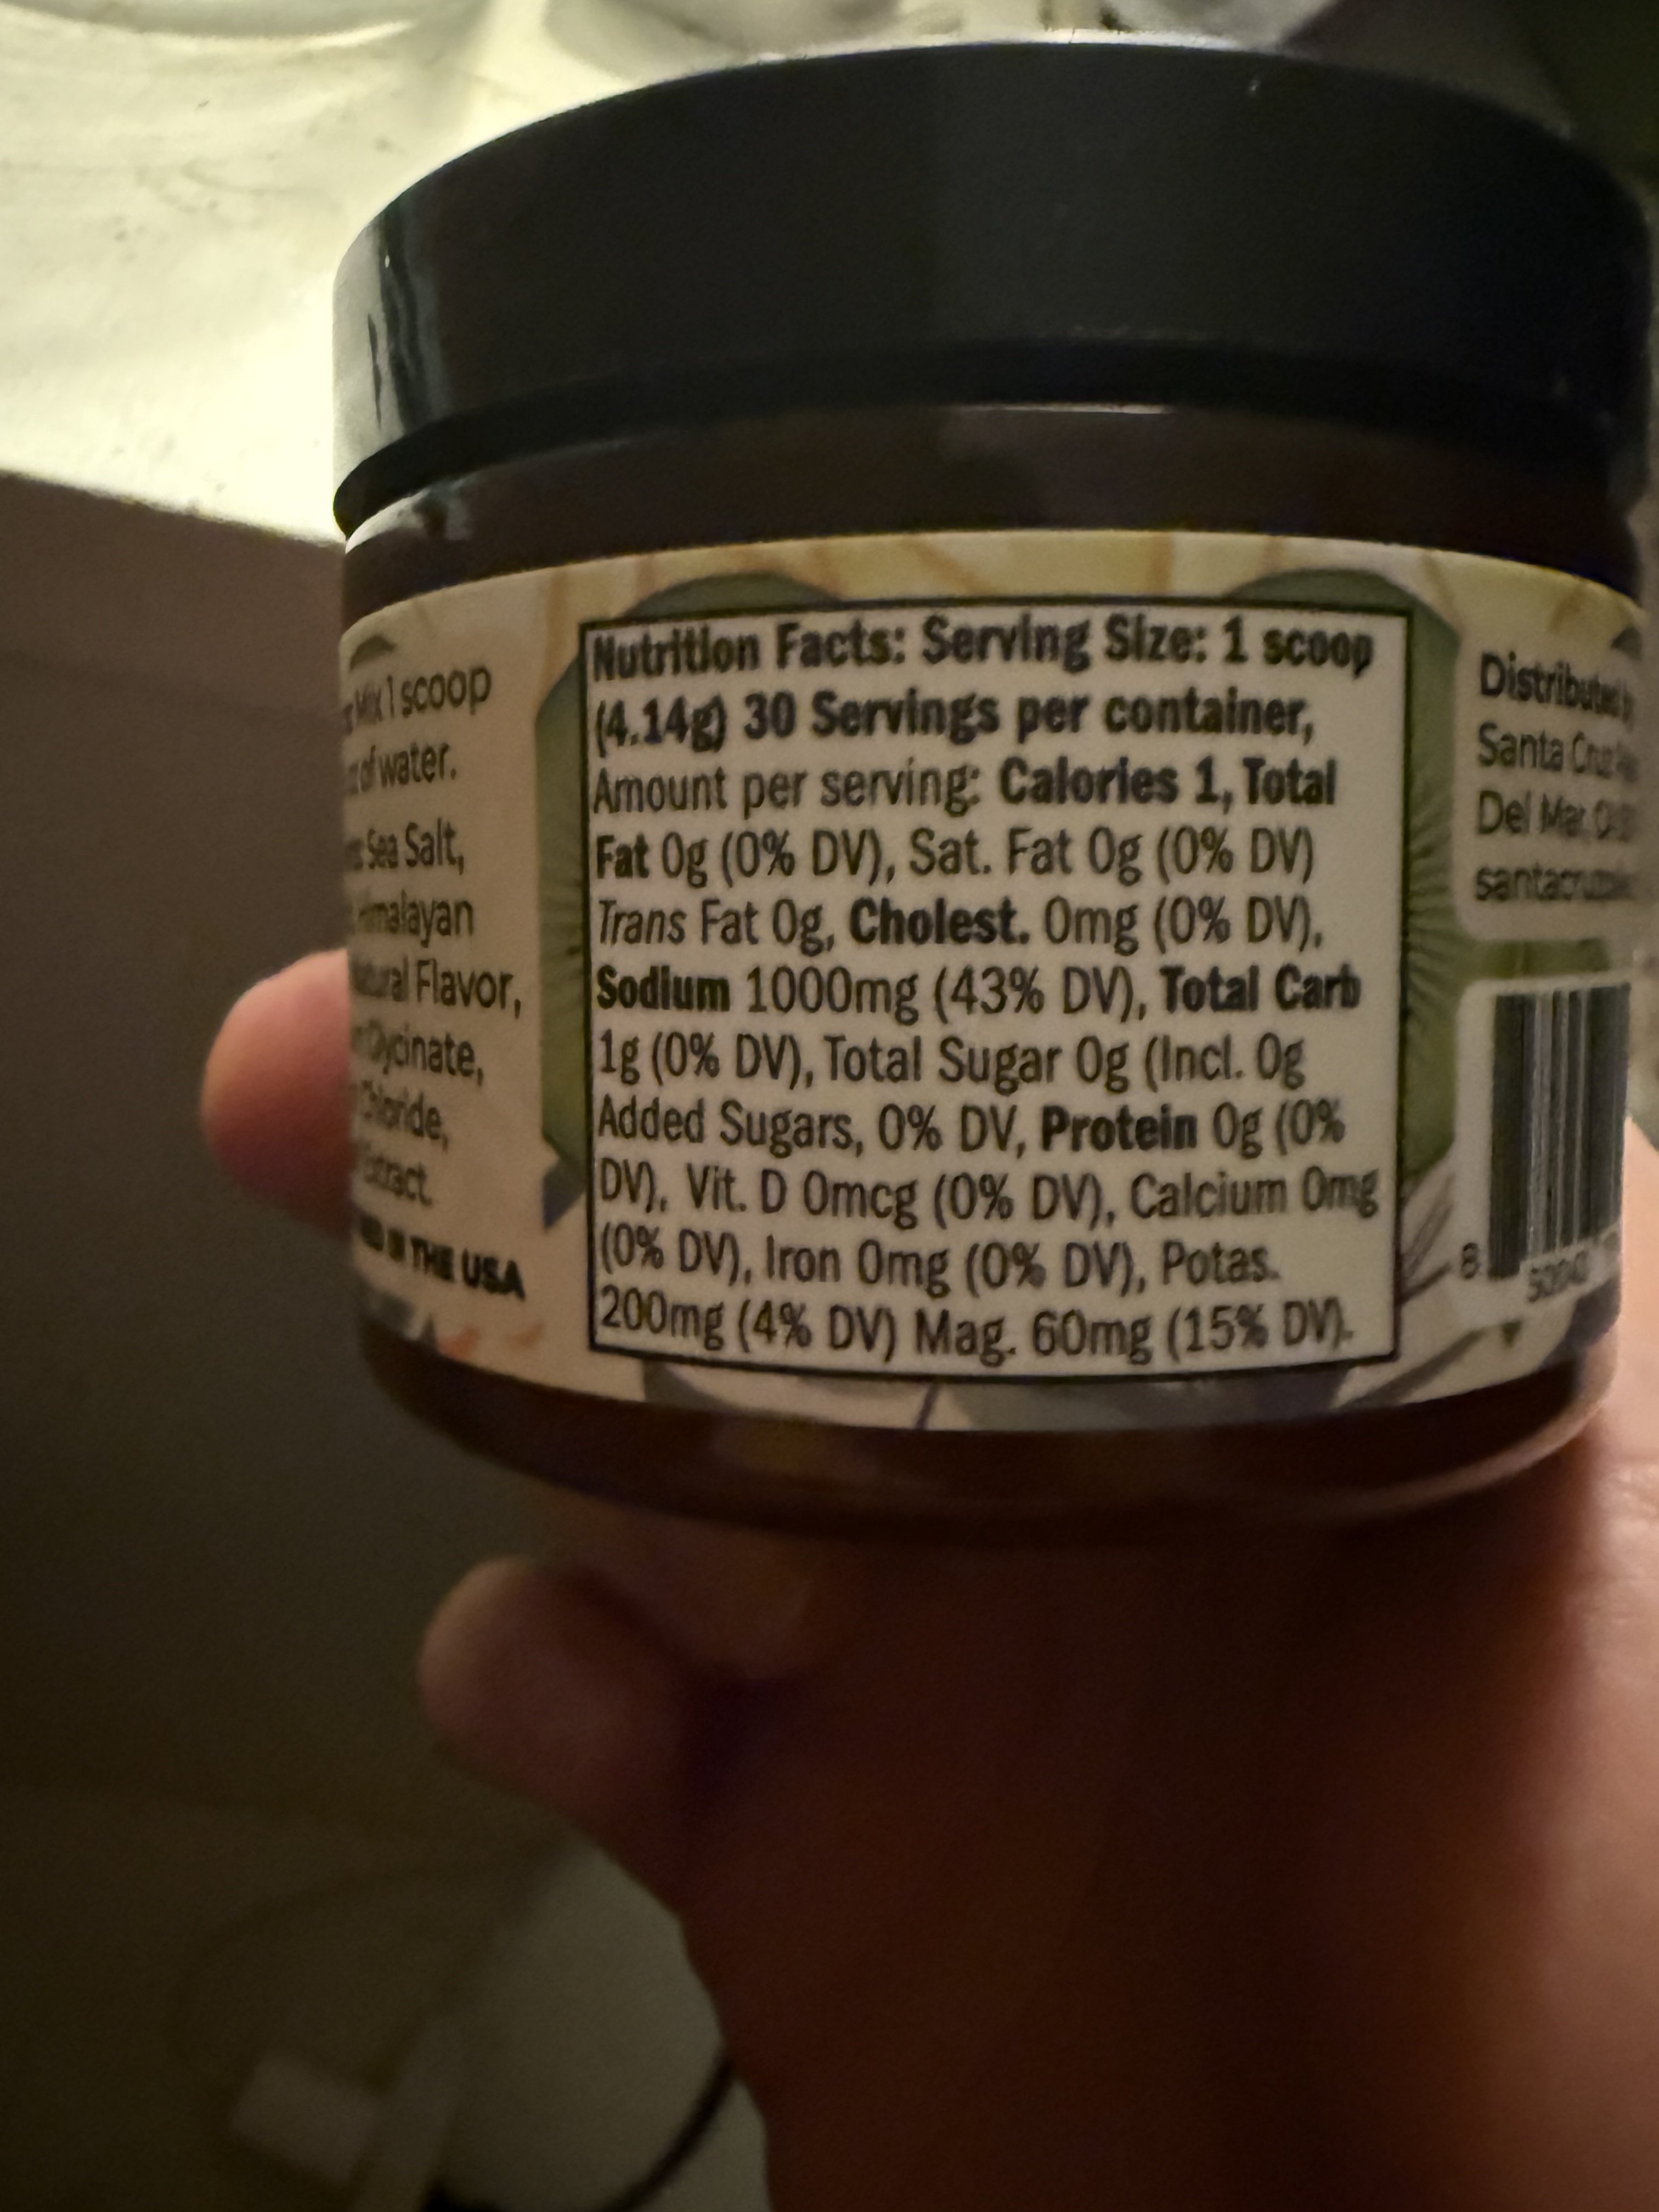 Mix 1 scoop
of water.
Sea Salt,
Himalayan
Natural Flavor,
Glycinate,
Chloride,
Extract.
IN THE USA
Nutrition Facts: Serving Size: 1 scoop
(4.14g) 30 Servings per container,
Amount per serving: Calories 1, Total
Fat 0g (0% DV), Sat. Fat 0g (0% DV)
Trans Fat 0g, Cholest. 0mg (0% DV),
Sodium 1000mg (43% DV), Total Carb
1g (0% DV), Total Sugar 0g (Incl. 0g
Added Sugars, 0% DV, Protein 0g (0%
DV), Vit. D 0mcg (0% DV), Calcium 0mg
(0% DV), Iron 0mg (0% DV), Potas.
200mg (4% DV) Mag. 60mg (15% DV).
Distributed
Santa Cruz
Del Mar,
8